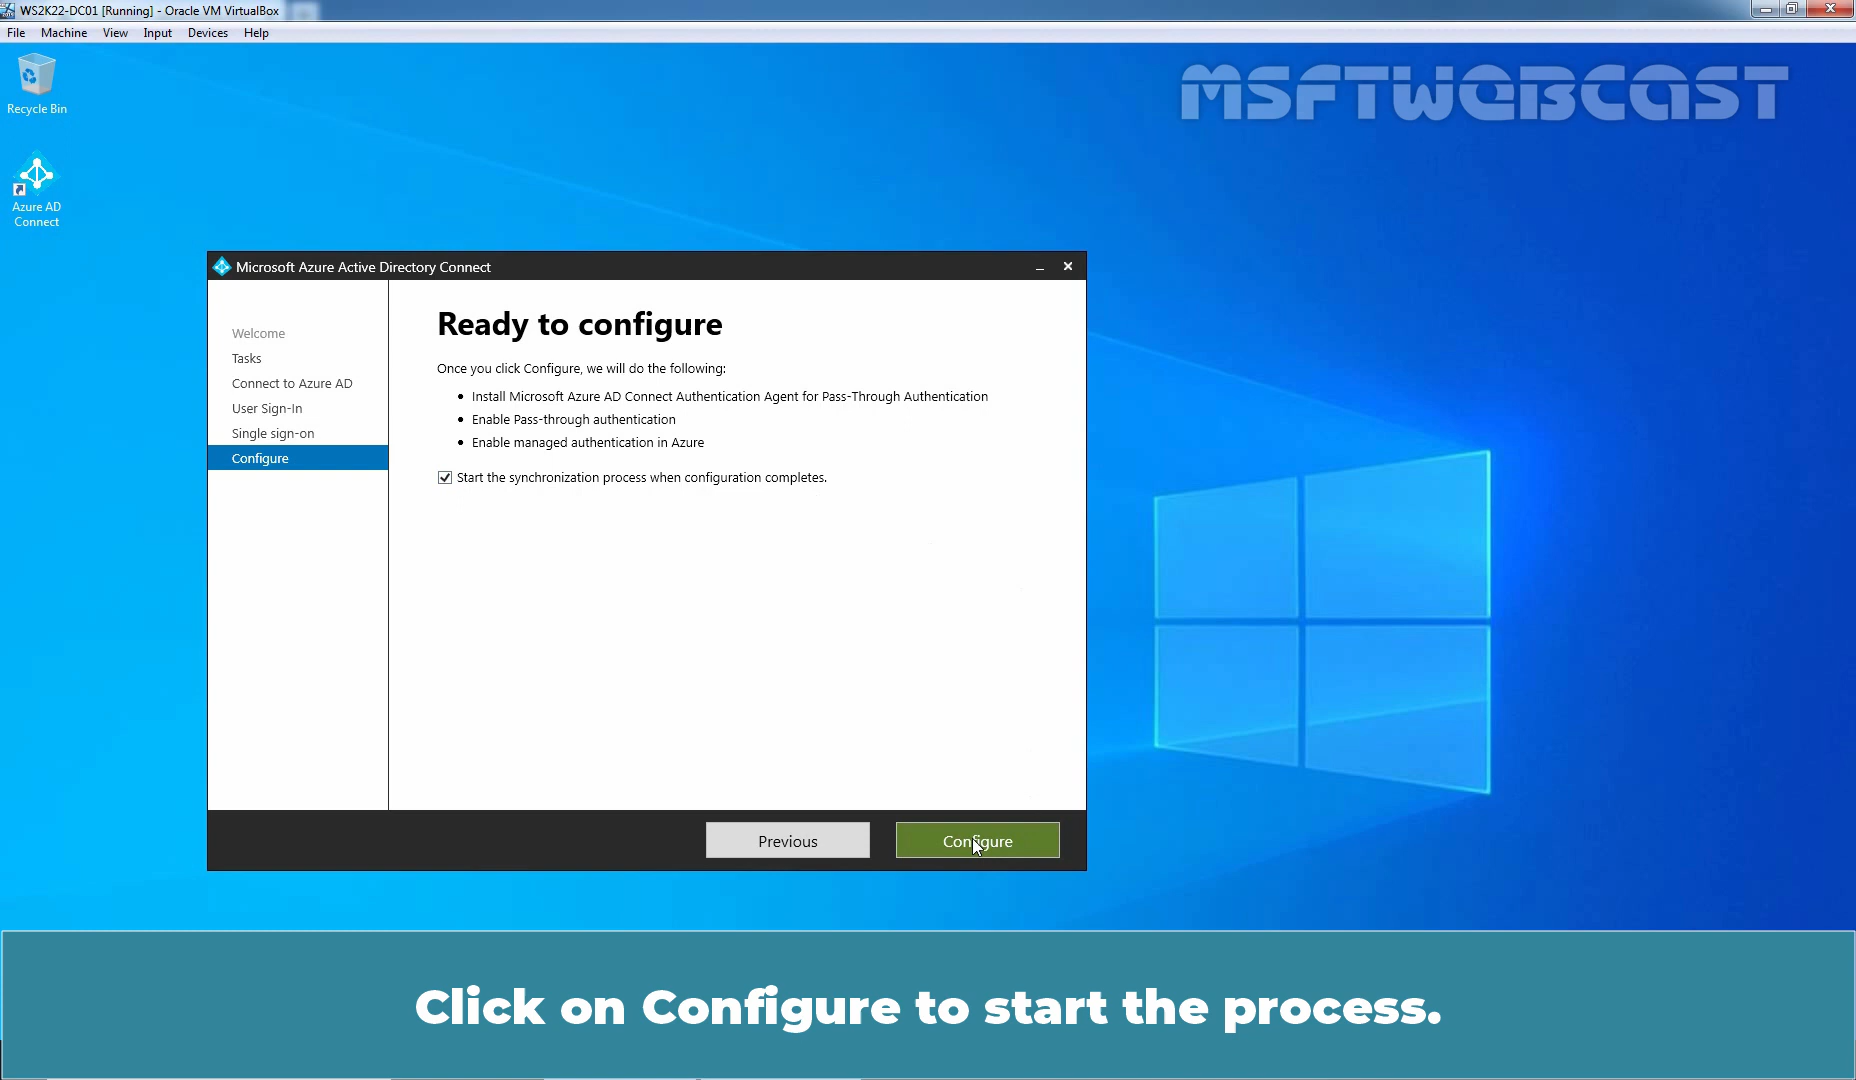 WS2K22-DC01 [Running] - Oracle VM VirtualBox
File Machine View Input Devices Help
MSFTWEBCAST
Recycle Bin
Azure AD
Connect
Microsoft Azure Active Directory Connect
Welcome
Tasks
Connect to Azure AD
User Sign-In
Single sign-on
Configure
Ready to configure
Once you click Configure, we will do the following:
Install Microsoft Azure AD Connect Authentication Agent for Pass-Through Authentication
Enable Pass-through authentication
Enable managed authentication in Azure
Start the synchronization process when configuration completes.
Previous
Configure
Click on Configure to start the process.